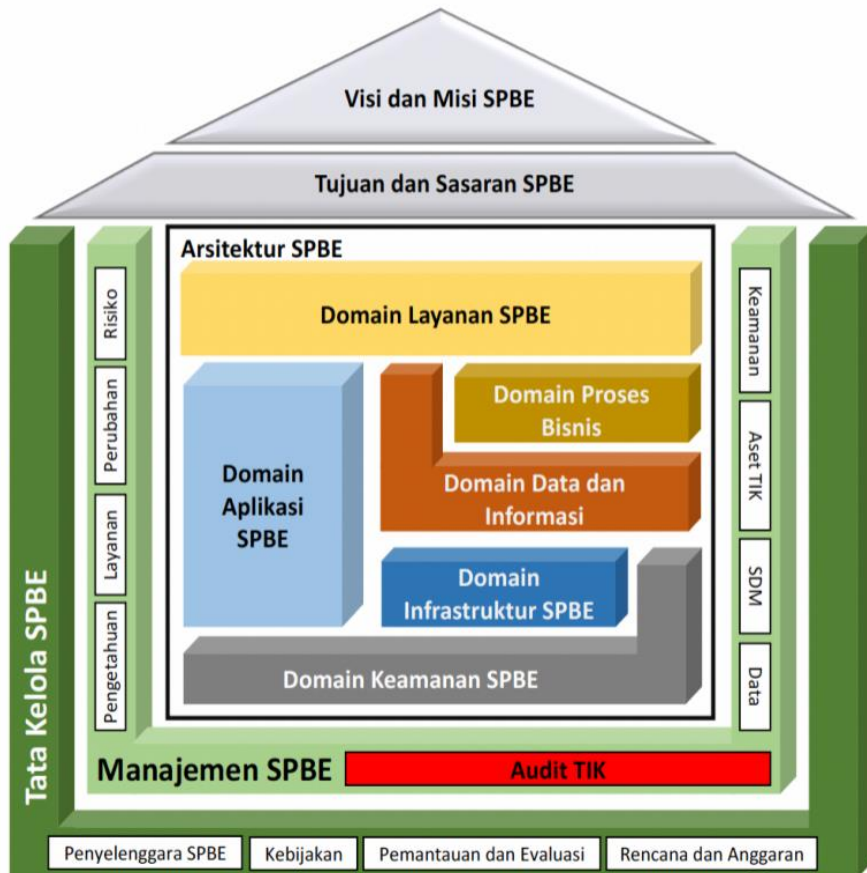 Visi dan Misi SPBE
Tujuan dan Sasaran SPBE
Arsitektur SPBE
Domain Layanan SPBE
Domain Aplikasi
SPBE
Domain Proses
Bisnis
Domain Data dan
Informasi
Domain
Infrastruktur SPBE
Domain Keamanan SPBE
Risiko
Perubahan
Layanan
Pengetahuan
Keamanan
Aset TIK
SDM
Data
Tata Kelola SPBE
Manajemen SPBE
Audit TIK
Penyelenggara SPBE
Kebijakan
Pemantauan dan Evaluasi
Rencana dan Anggaran